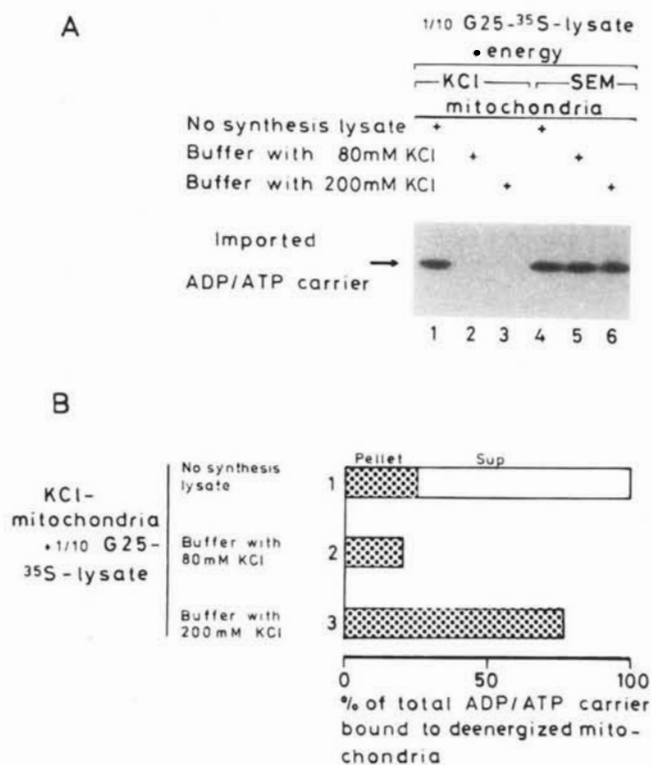 A
1/10 G25-³⁵S-lysate
• energy
KCl SEM
mitochondria
No synthesis lysate + +
Buffer with 80mM KCl + +
Buffer with 200mM KCl + +
Imported
ADP/ATP carrier
1 2 3 4 5 6
B
Pellet Sup
No synthesis
lysate
1
KCl-
mitochondria
+1/10 G25-
³⁵S-lysate
Buffer with
80mM KCl
2
Buffer with
200mM KCl
3
0 50 100
% of total ADP/ATP carrier
bound to deenergized mito-
chondria